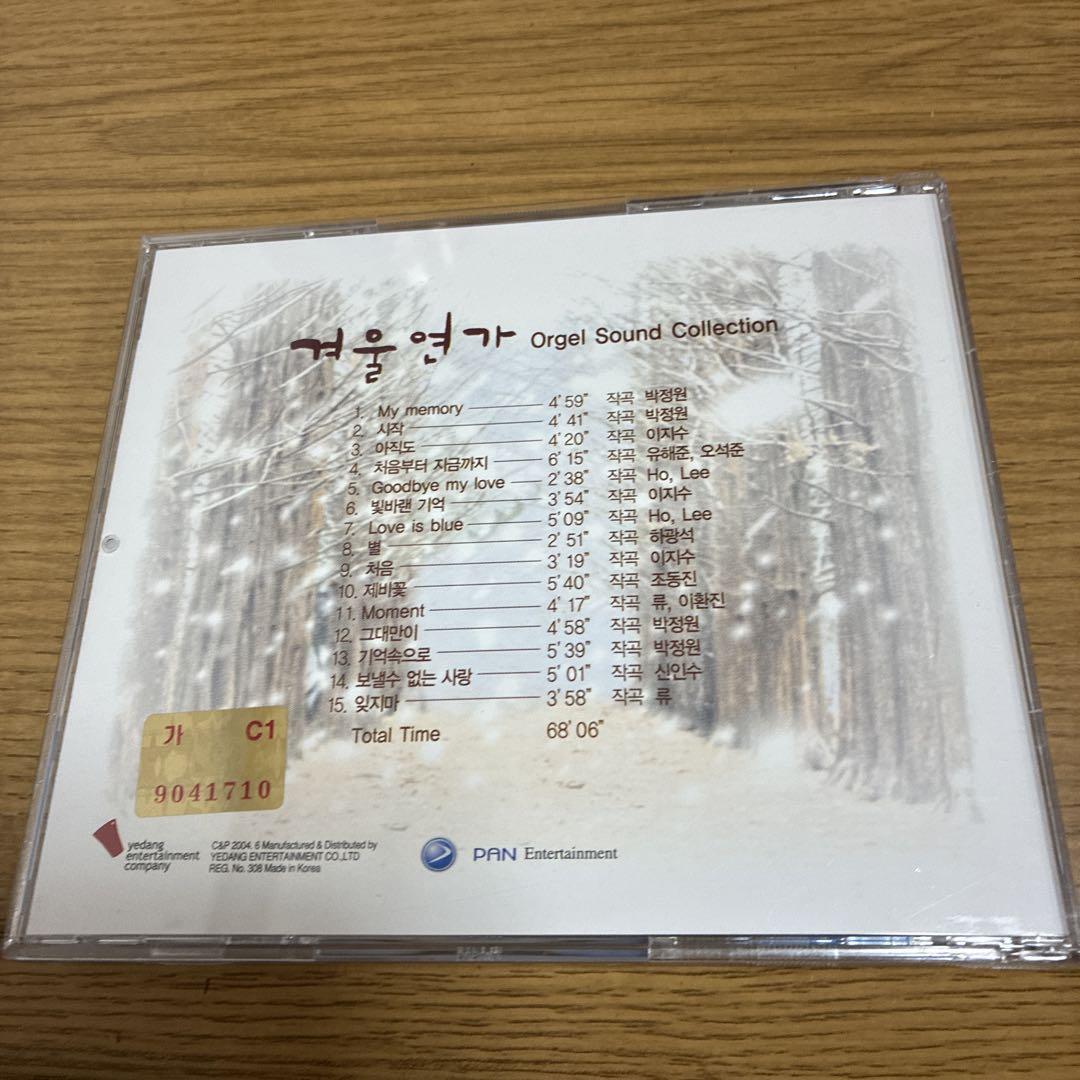 겨울연가 Orgel Sound Collection
1. My memory 4' 59" 작곡 박정원
2. 시작 4' 41" 작곡 박정원
3. 아직도 4' 20" 작곡 이지수
4. 처음부터 지금까지 6' 15" 작곡 유해준, 오석준
5. Goodbye my love 2' 38" 작곡 Ho, Lee
6. 빛바랜 기억 3' 54" 작곡 이지수
7. Love is blue 5' 09" 작곡 Ho, Lee
8. 별 2' 51" 작곡 하광석
9. 처음 3' 19" 작곡 이지수
10. 제비꽃 5' 40" 작곡 조동진
11. Moment 4' 17" 작곡 류, 이환진
12. 그대만이 4' 58" 작곡 박정원
13. 기억속으로 5' 39" 작곡 박정원
14. 보낼수 없는 사랑 5' 01" 작곡 신인수
15. 잊지마 3' 58" 작곡 류
Total Time 68' 06"
가 C1
9041710
yedang
entertainment
company
C&P 2004. 6 Manufactured & Distributed by
YEDANG ENTERTAINMENT CO.,LTD
REG. No. 308 Made in Korea
PAN Entertainment